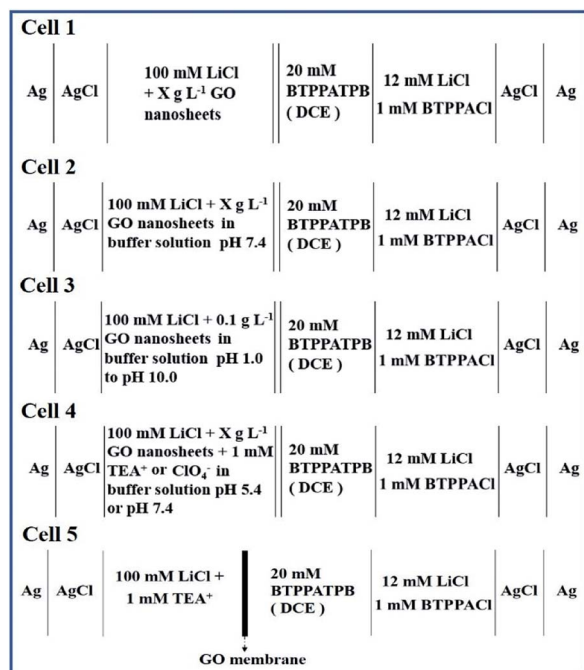 Cell 1
Ag
AgCl
100 mM LiCl
+ X g L⁻¹ GO
nanosheets
20 mM
BTPPATPB
( DCE )
12 mM LiCl
1 mM BTPPACl
AgCl
Ag
Cell 2
Ag
AgCl
100 mM LiCl + X g L⁻¹
GO nanosheets in
buffer solution pH 7.4
20 mM
BTPPATPB
( DCE )
12 mM LiCl
1 mM BTPPACl
AgCl
Ag
Cell 3
Ag
AgCl
100 mM LiCl + 0.1 g L⁻¹
GO nanosheets in
buffer solution pH 1.0
to pH 10.0
20 mM
BTPPATPB
( DCE )
12 mM LiCl
1 mM BTPPACl
AgCl
Ag
Cell 4
Ag
AgCl
100 mM LiCl + X g L⁻¹
GO nanosheets + 1 mM
TEA⁺ or ClO₄⁻ in
buffer solution pH 5.4
or pH 7.4
20 mM
BTPPATPB
( DCE )
12 mM LiCl
1 mM BTPPACl
AgCl
Ag
Cell 5
Ag
AgCl
100 mM LiCl +
1 mM TEA⁺
20 mM
BTPPATPB
(DCE)
12 mM LiCl
1 mM BTPPACl
AgCl
Ag
GO membrane